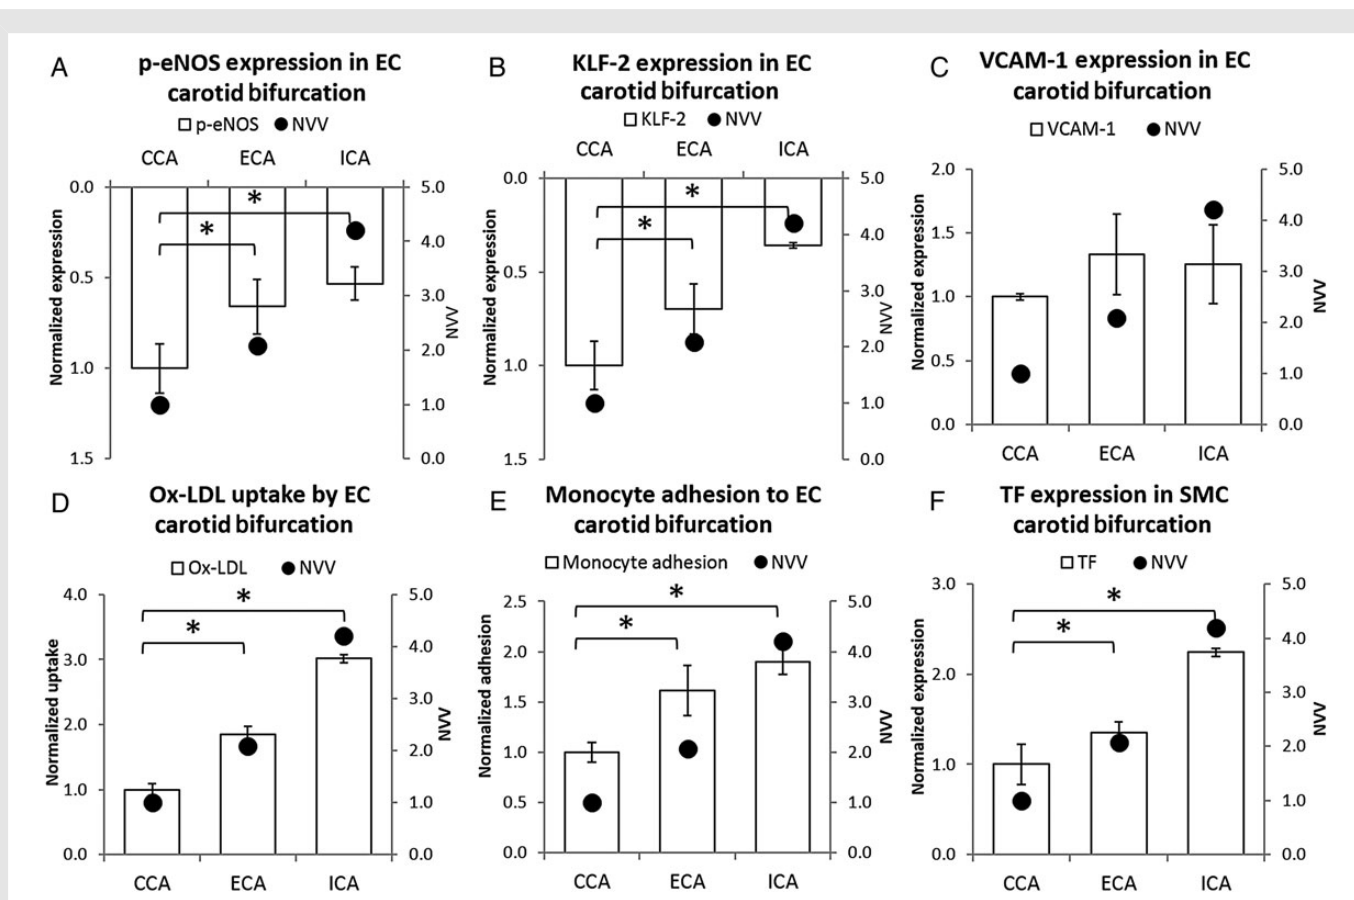 A
p-eNOS expression in EC
carotid bifurcation
p-eNOS NVV
CCA ECA ICA
0.0
0.5
1.0
1.5
Normalized expression
* *
5.0
4.0
3.0
2.0
1.0
0.0
NVV
B
KLF-2 expression in EC
carotid bifurcation
KLF-2 NVV
CCA ECA ICA
0.0
0.5
1.0
1.5
Normalized expression
* *
5.0
4.0
3.0
2.0
1.0
0.0
NVV
C
VCAM-1 expression in EC
carotid bifurcation
VCAM-1 NVV
2.0
1.5
1.0
0.5
0.0
Normalized expression
5.0
4.0
3.0
2.0
1.0
0.0
NVV
CCA ECA ICA
D
Ox-LDL uptake by EC
carotid bifurcation
Ox-LDL NVV
4.0
3.0
2.0
1.0
0.0
Normalized uptake
* *
5.0
4.0
3.0
2.0
1.0
0.0
NVV
CCA ECA ICA
E
Monocyte adhesion to EC
carotid bifurcation
Monocyte adhesion NVV
2.5
2.0
1.5
1.0
0.5
0.0
Normalized adhesion
* *
5.0
4.0
3.0
2.0
1.0
0.0
NVV
CCA ECA ICA
F
TF expression in SMC
carotid bifurcation
TF NVV
3.0
2.0
1.0
0.0
Normalized expression
* *
5.0
4.0
3.0
2.0
1.0
0.0
NVV
CCA ECA ICA